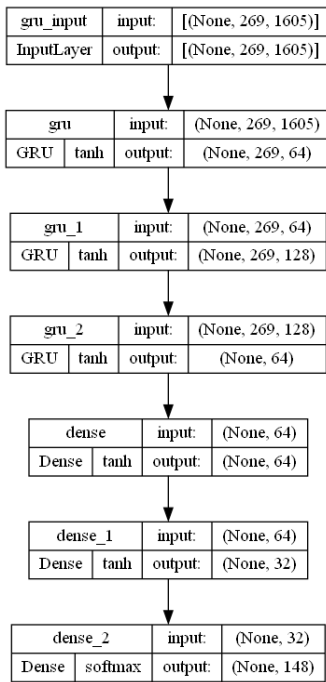 gru_input input: [(None, 269, 1605)]
InputLayer output: [(None, 269, 1605)]
gru input: (None, 269, 1605)
GRU tanh output: (None, 269, 64)
gru_1 input: (None, 269, 64)
GRU tanh output: (None, 269, 128)
gru_2 input: (None, 269, 128)
GRU tanh output: (None, 64)
dense input: (None, 64)
Dense tanh output: (None, 64)
dense_1 input: (None, 64)
Dense tanh output: (None, 32)
dense_2 input: (None, 32)
Dense softmax output: (None, 148)